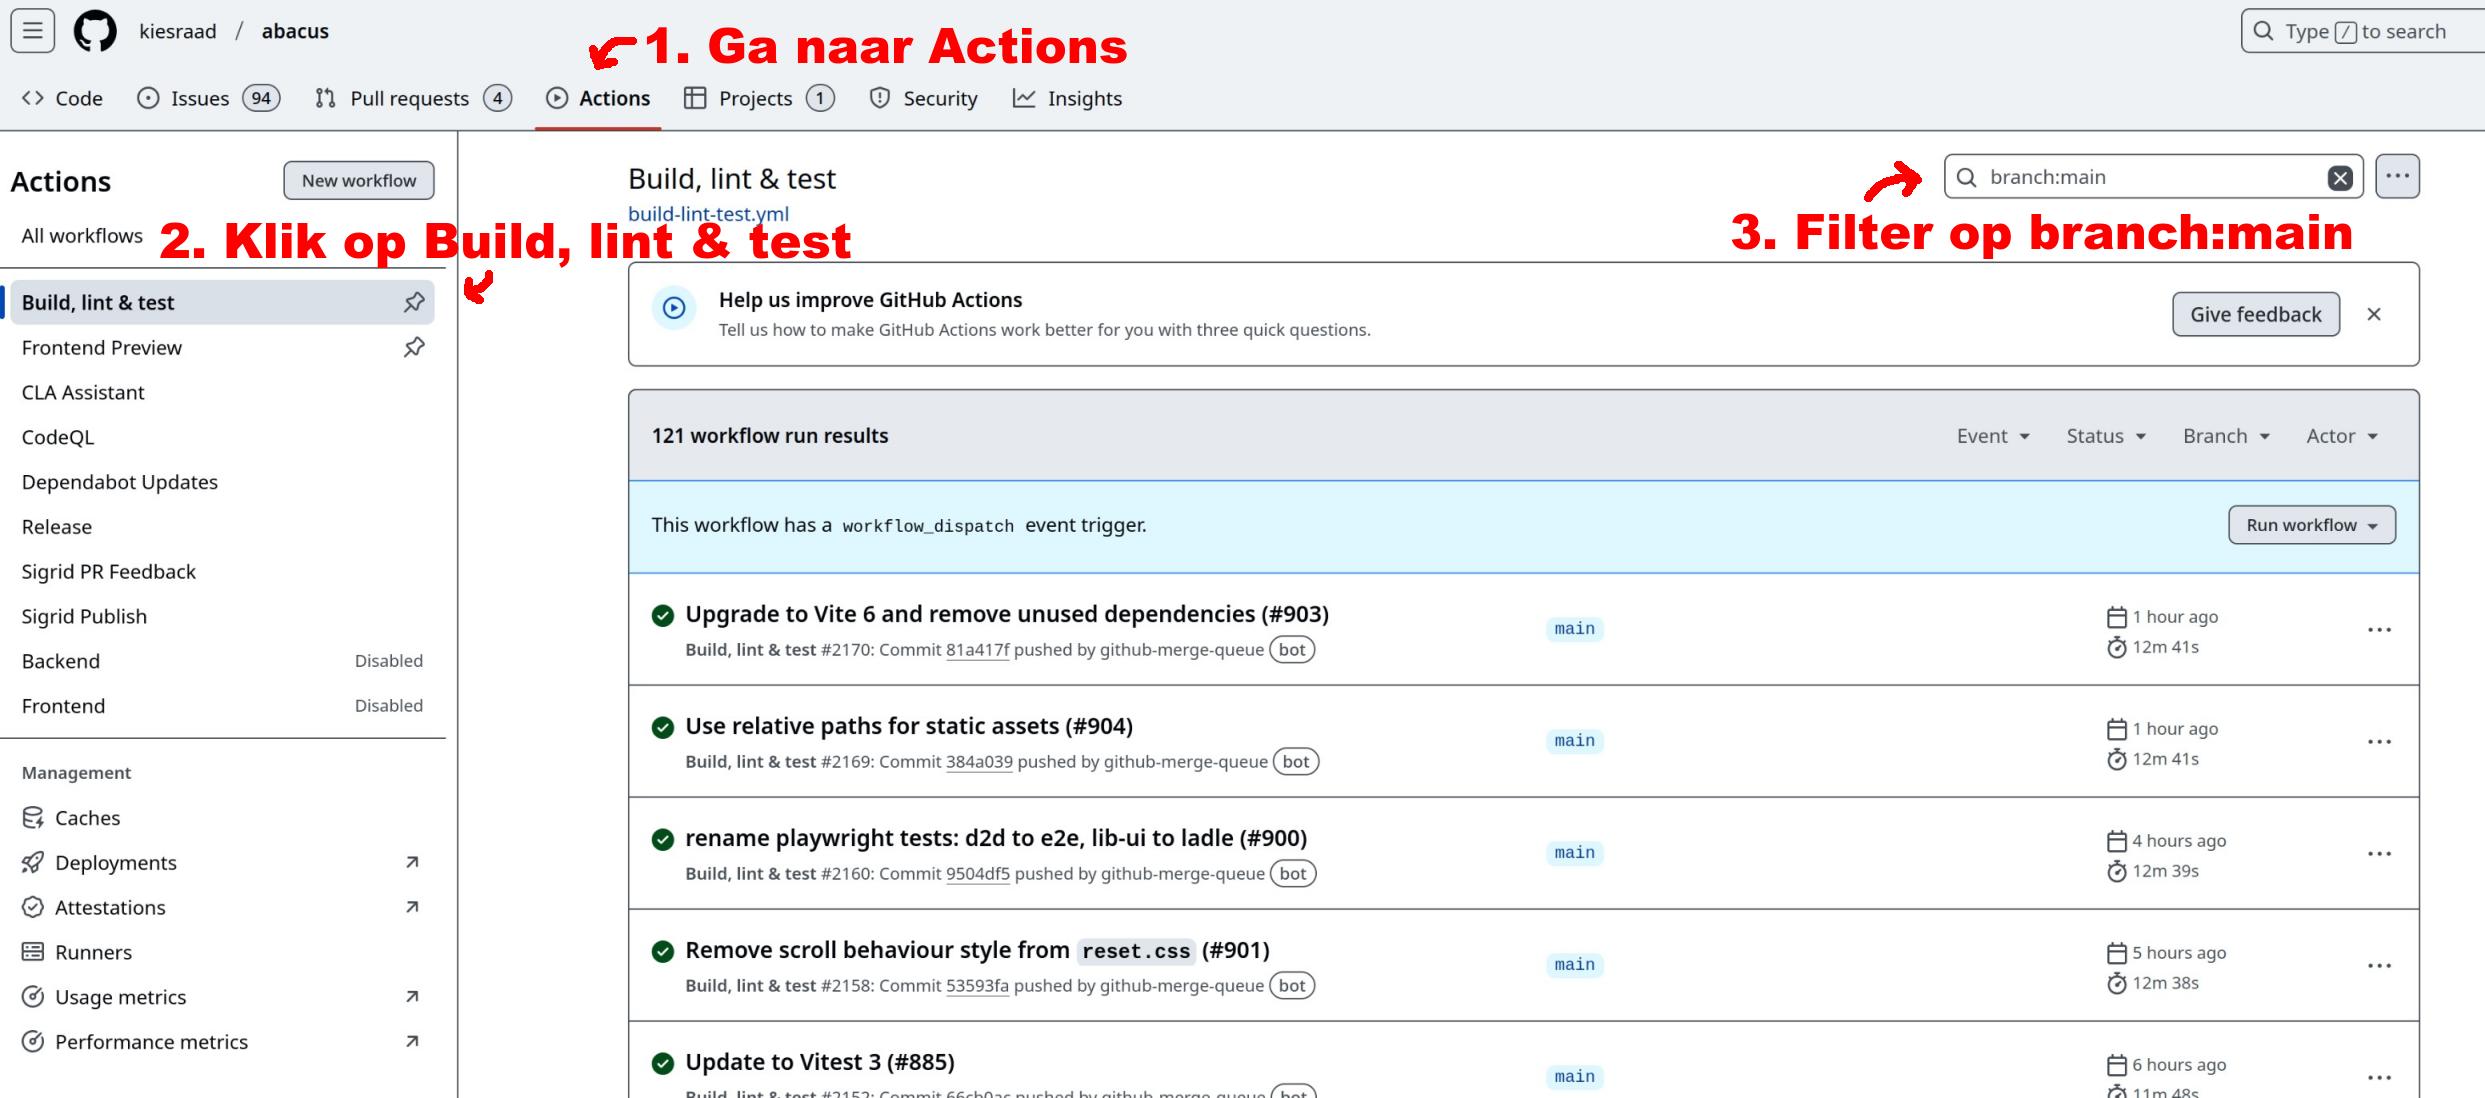 kiesraad / abacus
Type / to search
1. Ga naar Actions
Code
Issues 94
Pull requests 4
Actions
Projects 1
Security
Insights
Actions
New workflow
All workflows
2. Klik op Build, lint & test
Build, lint & test
Frontend Preview
CLA Assistant
CodeQL
Dependabot Updates
Release
Sigrid PR Feedback
Sigrid Publish
Backend Disabled
Frontend Disabled
Management
Caches
Deployments
Attestations
Runners
Usage metrics
Performance metrics
Build, lint & test
build-lint-test.yml
branch:main
3. Filter op branch:main
Help us improve GitHub Actions
Tell us how to make GitHub Actions work better for you with three quick questions.
Give feedback
121 workflow run results
Event Status Branch Actor
This workflow has a workflow_dispatch event trigger.
Run workflow
Upgrade to Vite 6 and remove unused dependencies (#903)
Build, lint & test #2170: Commit 81a417f pushed by github-merge-queue bot
main
1 hour ago
12m 41s
Use relative paths for static assets (#904)
Build, lint & test #2169: Commit 384a039 pushed by github-merge-queue bot
main
1 hour ago
12m 41s
rename playwright tests: d2d to e2e, lib-ui to ladle (#900)
Build, lint & test #2160: Commit 9504df5 pushed by github-merge-queue bot
main
4 hours ago
12m 39s
Remove scroll behaviour style from reset.css (#901)
Build, lint & test #2158: Commit 53593fa pushed by github-merge-queue bot
main
5 hours ago
12m 38s
Update to Vitest 3 (#885)
Build, lint & test #2152: Commit 66cb0ac pushed by github-merge-queue bot
main
6 hours ago
11m 48s